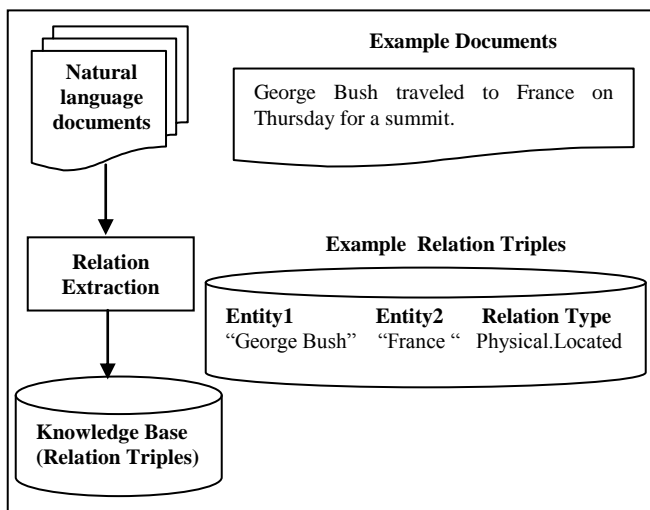 Natural
language
documents
Example Documents
George Bush traveled to France on
Thursday for a summit.
Relation
Extraction
Example Relation Triples
Entity1 Entity2 Relation Type
“George Bush” “France “ Physical.Located
Knowledge Base
(Relation Triples)